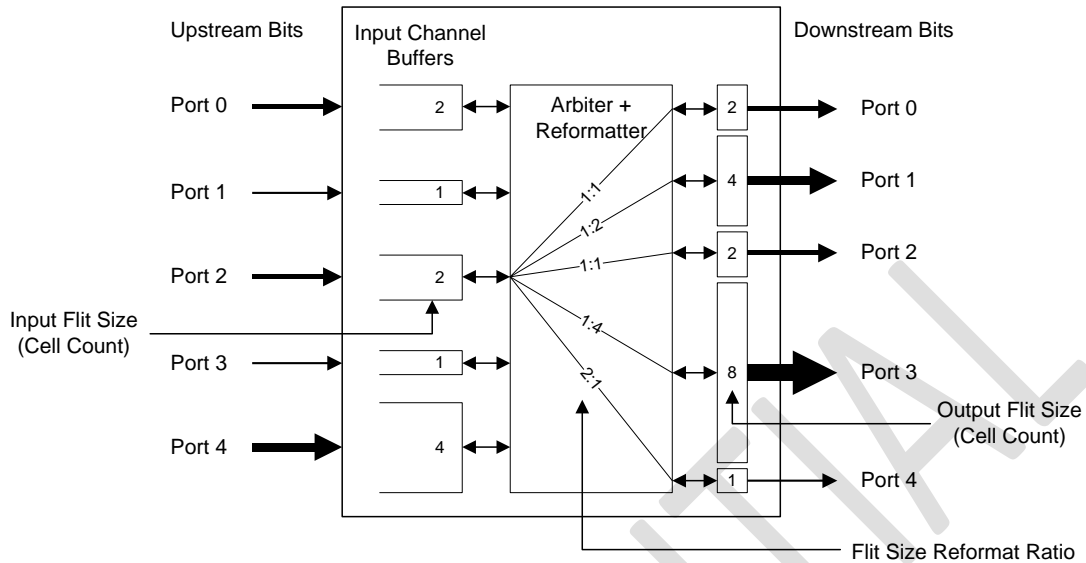 Upstream Bits
Input Channel
Buffers
Downstream Bits
Port 0
2
Arbiter +
Reformatter
2
Port 0
1:1
Port 1
1
1:2
4
Port 1
Port 2
2
1:1
2
Port 2
Input Flit Size
(Cell Count)
1:4
Port 3
1
2:1
8
Port 3
Output Flit Size
(Cell Count)
Port 4
4
1
Port 4
Flit Size Reformat Ratio